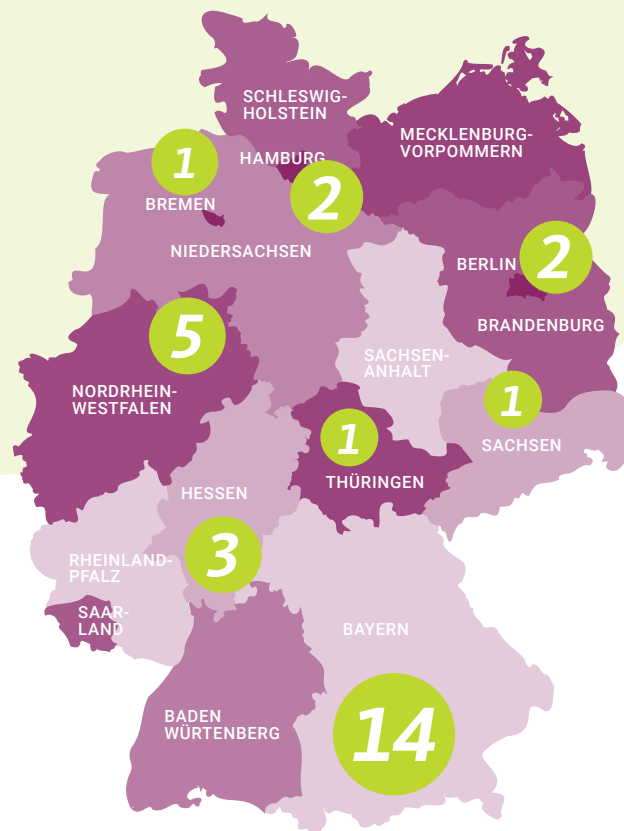 SCHLESWIG-
HOLSTEIN
MECKLENBURG-
VORPOMMERN
1
HAMBURG
2
BREMEN
NIEDERSACHSEN
BERLIN
2
5
BRANDENBURG
SACHSEN-
ANHALT
NORDRHEIN-
WESTFALEN
1
1
SACHSEN
THÜRINGEN
HESSEN
3
RHEINLAND-
PFALZ
SAAR-
LAND
BAYERN
BADEN
WÜRTENBERG
14